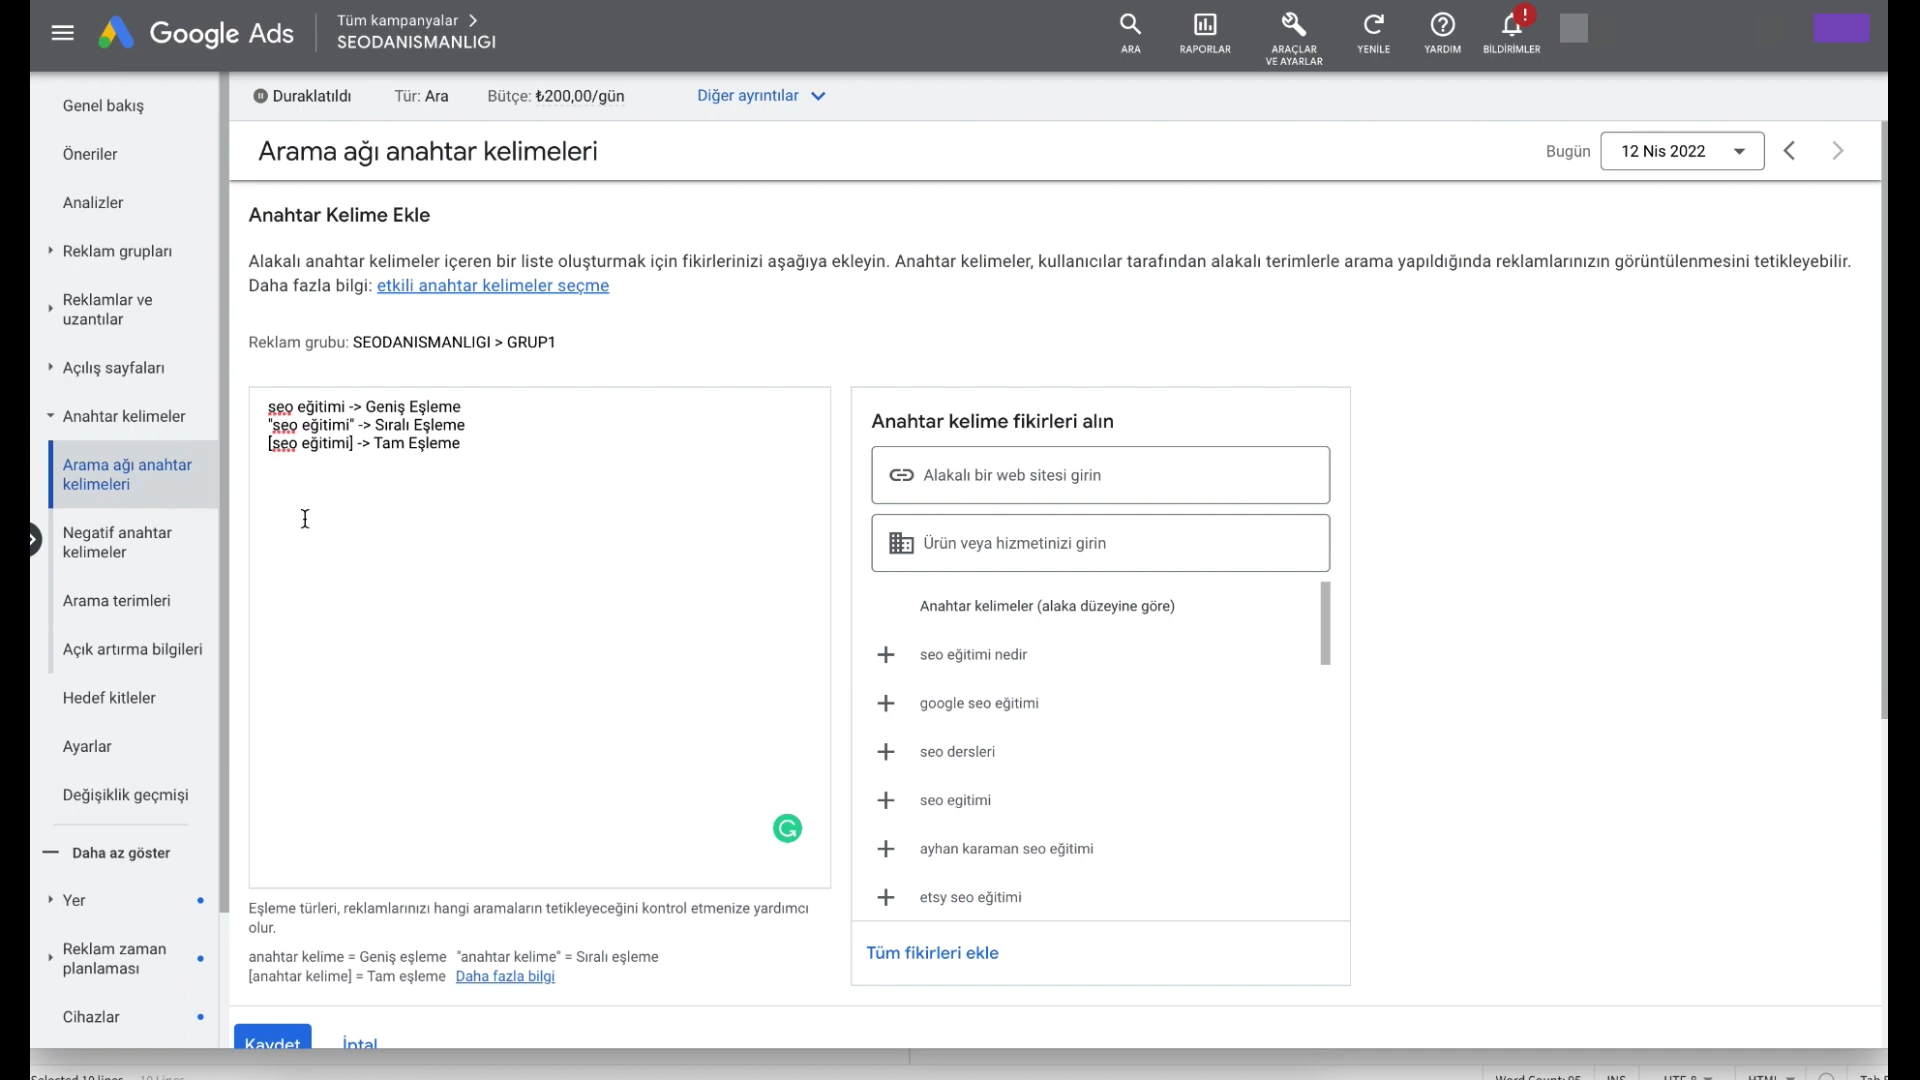 Google Ads
Tüm kampanyalar
SEODANISMANLIGI
ARA
RAPORLAR
ARAÇLAR
VE AYARLAR
YENİLE
YARDIM
!
BİLDİRİMLER
Genel bakış
Öneriler
Analizler
Reklam grupları
Reklamlar ve
uzantılar
Açılış sayfaları
Anahtar kelimeler
Arama ağı anahtar
kelimeleri
Negatif anahtar
kelimeler
Arama terimleri
Açık artırma bilgileri
Hedef kitleler
Ayarlar
Değişiklik geçmişi
Daha az göster
Yer
Reklam zaman
planlaması
Cihazlar
Duraklatıldı Tür: Ara Bütçe: ₺200,00/gün Diğer ayrıntılar
Arama ağı anahtar kelimeleri
Bugün 12 Nis 2022
Anahtar Kelime Ekle
Alakalı anahtar kelimeler içeren bir liste oluşturmak için fikirlerinizi aşağıya ekleyin. Anahtar kelimeler, kullanıcılar tarafından alakalı terimlerle arama yapıldığında reklamlarınızın görüntülenmesini tetikleyebilir.
Daha fazla bilgi: etkili anahtar kelimeler seçme
Reklam grubu: SEODANISMANLIGI > GRUP1
seo eğitimi -> Geniş Eşleme
"seo eğitimi" -> Sıralı Eşleme
[seo eğitimi] -> Tam Eşleme
Eşleme türleri, reklamlarınızı hangi aramaların tetikleyeceğini kontrol etmenize yardımcı
olur.
anahtar kelime = Geniş eşleme "anahtar kelime" = Sıralı eşleme
[anahtar kelime] = Tam eşleme Daha fazla bilgi
Anahtar kelime fikirleri alın
Alakalı bir web sitesi girin
Ürün veya hizmetinizi girin
Anahtar kelimeler (alaka düzeyine göre)
seo eğitimi nedir
google seo eğitimi
seo dersleri
seo egitimi
ayhan karaman seo eğitimi
etsy seo eğitimi
Tüm fikirleri ekle
Kaydet İptal